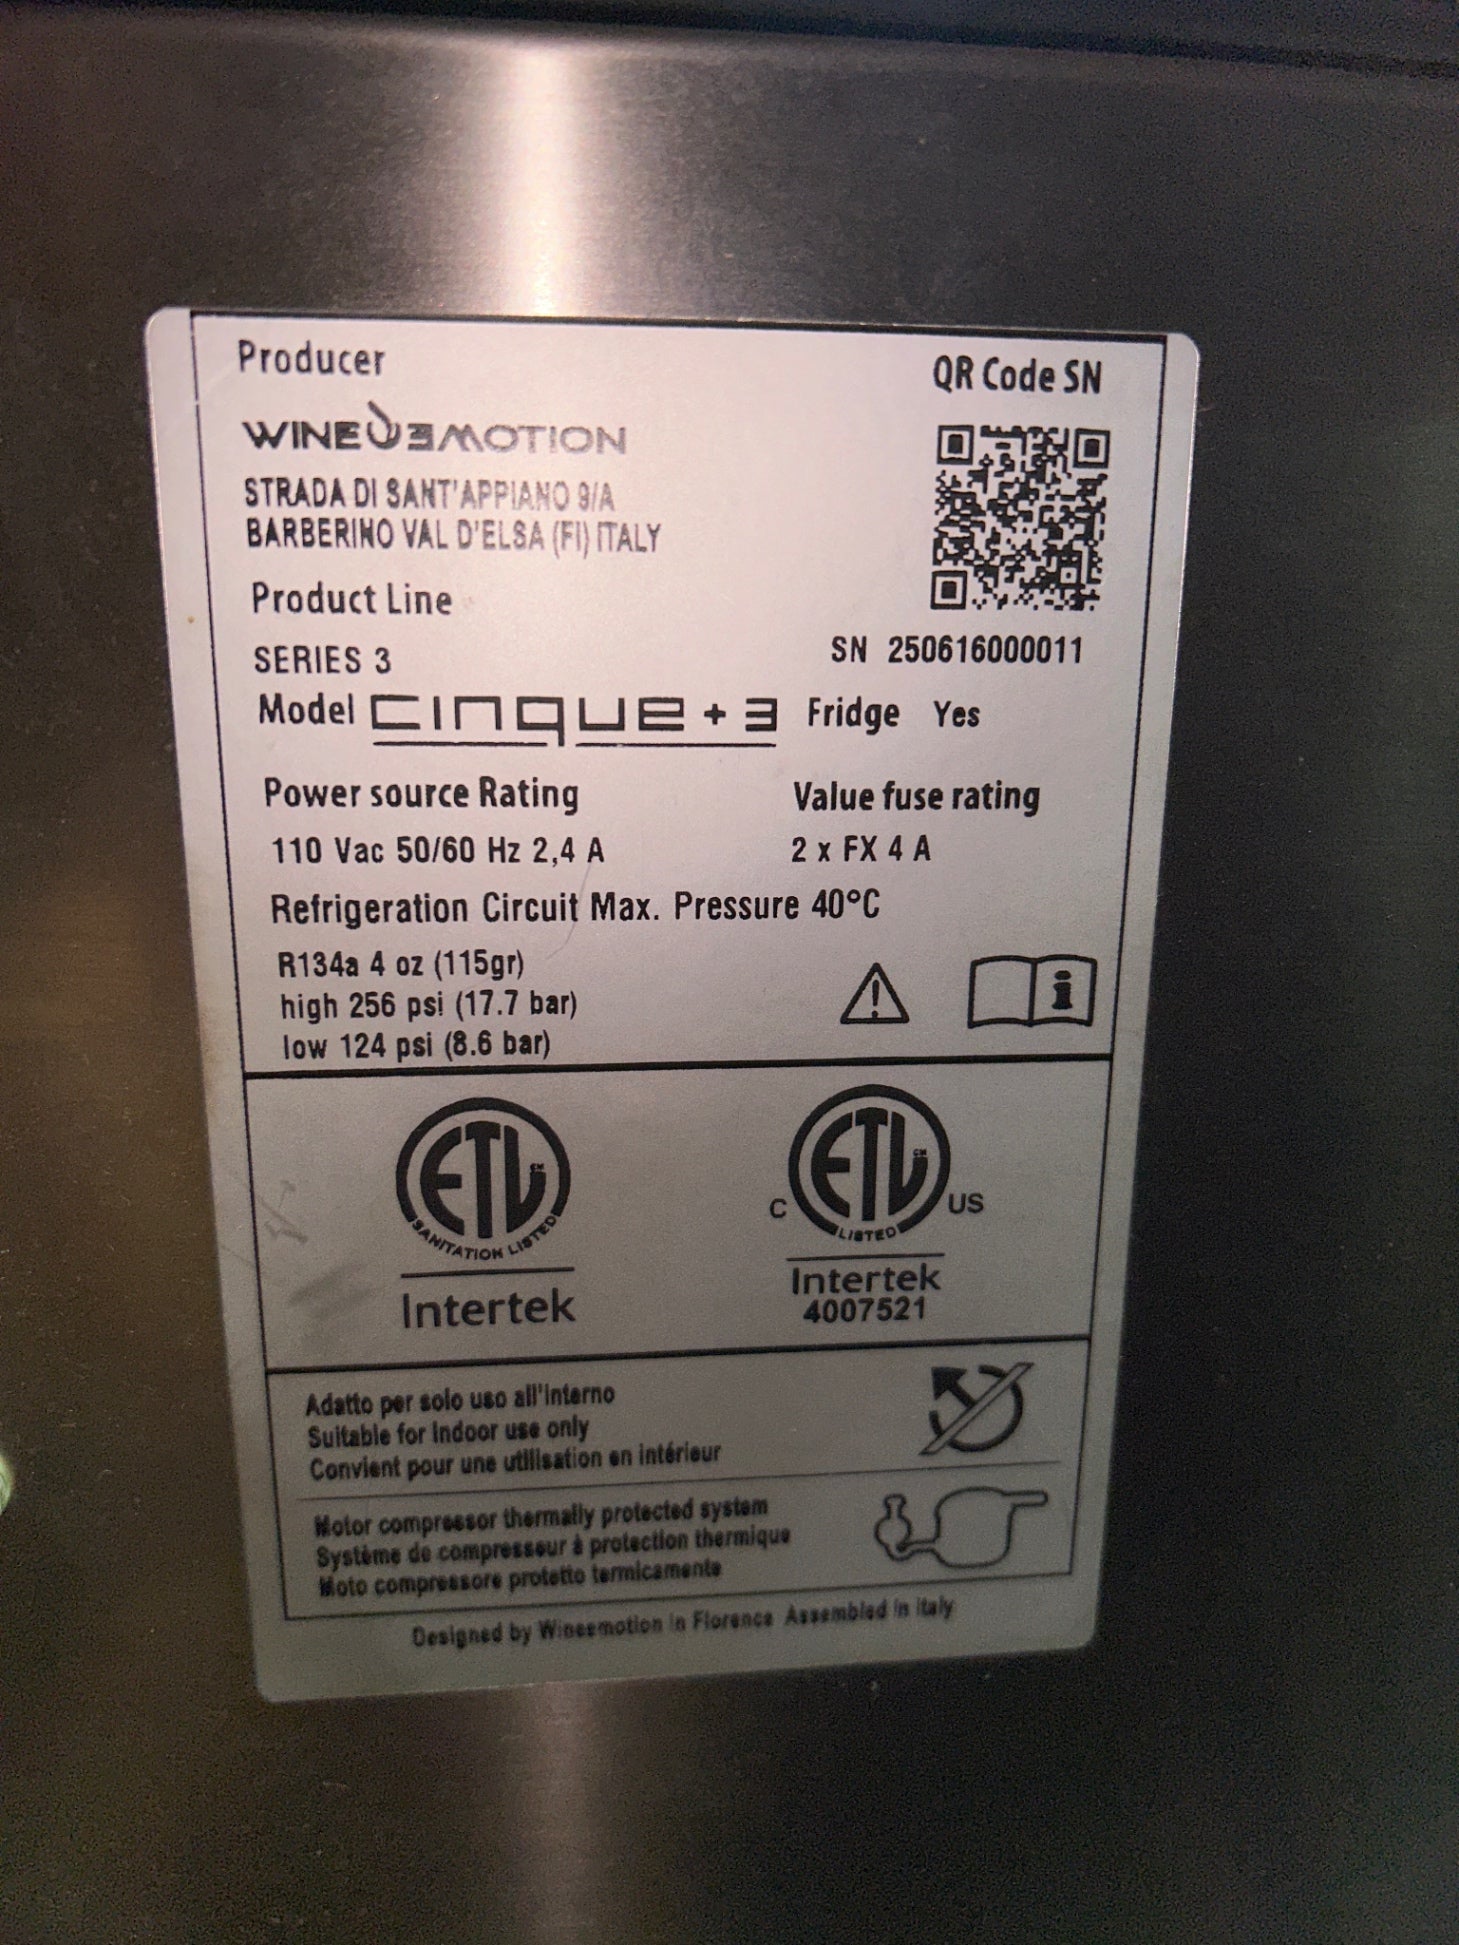 Producer
QR Code SN
WINEEMOTION
STRADA DI SANT'APPIANO 9/A
BARBERINO VAL D'ELSA (FI) ITALY
Product Line
SERIES 3
SN 250616000011
Model cinque+3 Fridge Yes
Power source Rating
Value fuse rating
110 Vac 50/60 Hz 2,4 A
2 x FX 4 A
Refrigeration Circuit Max. Pressure 40°C
R134a 4 oz (115gr)
high 256 psi (17.7 bar)
low 124 psi (8.6 bar)
i
ETL CM
SANITATION LISTED
Intertek
C ETL CM US
LISTED
Intertek
4007521
Adatto per solo uso all'interno
Suitable for Indoor use only
Convient pour une utilisation en intérieur
Motor compressor thermally protected system
Système de compresseur à protection thermique
Moto compressore protetto termicamente
Designed by Wineemotion in Florence Assembled in Italy